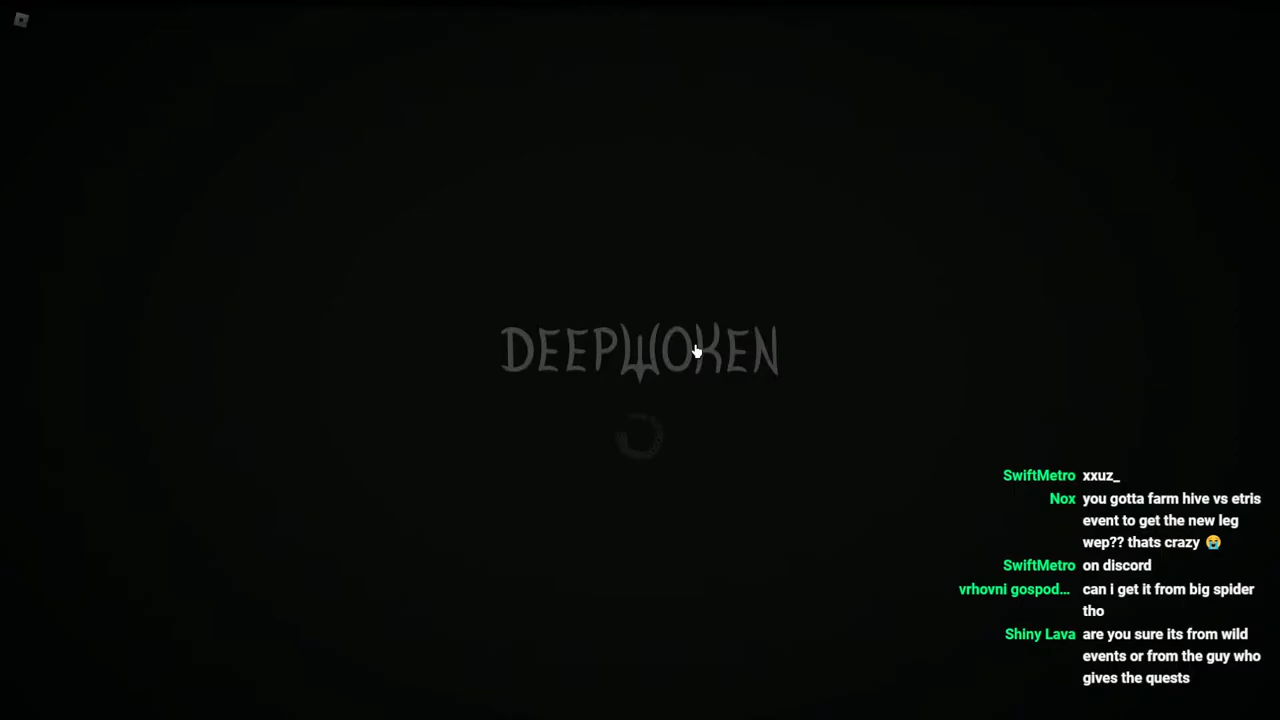 DEEPWOKEN
SwiftMetro xxuz_
Nox you gotta farm hive vs etris
event to get the new leg
wep?? thats crazy 😭
SwiftMetro on discord
vrhovni gospod... can i get it from big spider
tho
Shiny Lava are you sure its from wild
events or from the guy who
gives the quests